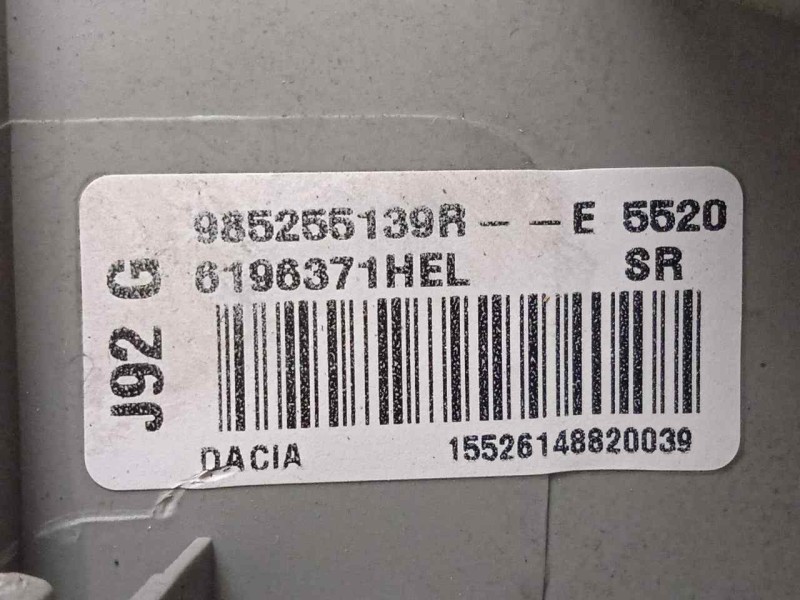 985255139R--E 5520
6196371HEL SR
J92 G
DACIA 15526148820039